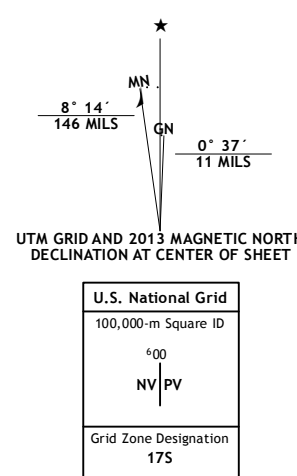 MN
8° 14´
146 MILS
GN
0° 37´
11 MILS
UTM GRID AND 2013 MAGNETIC NORTH
DECLINATION AT CENTER OF SHEET
U.S. National Grid
100,000-m Square ID
⁶00
NV PV
Grid Zone Designation
17S